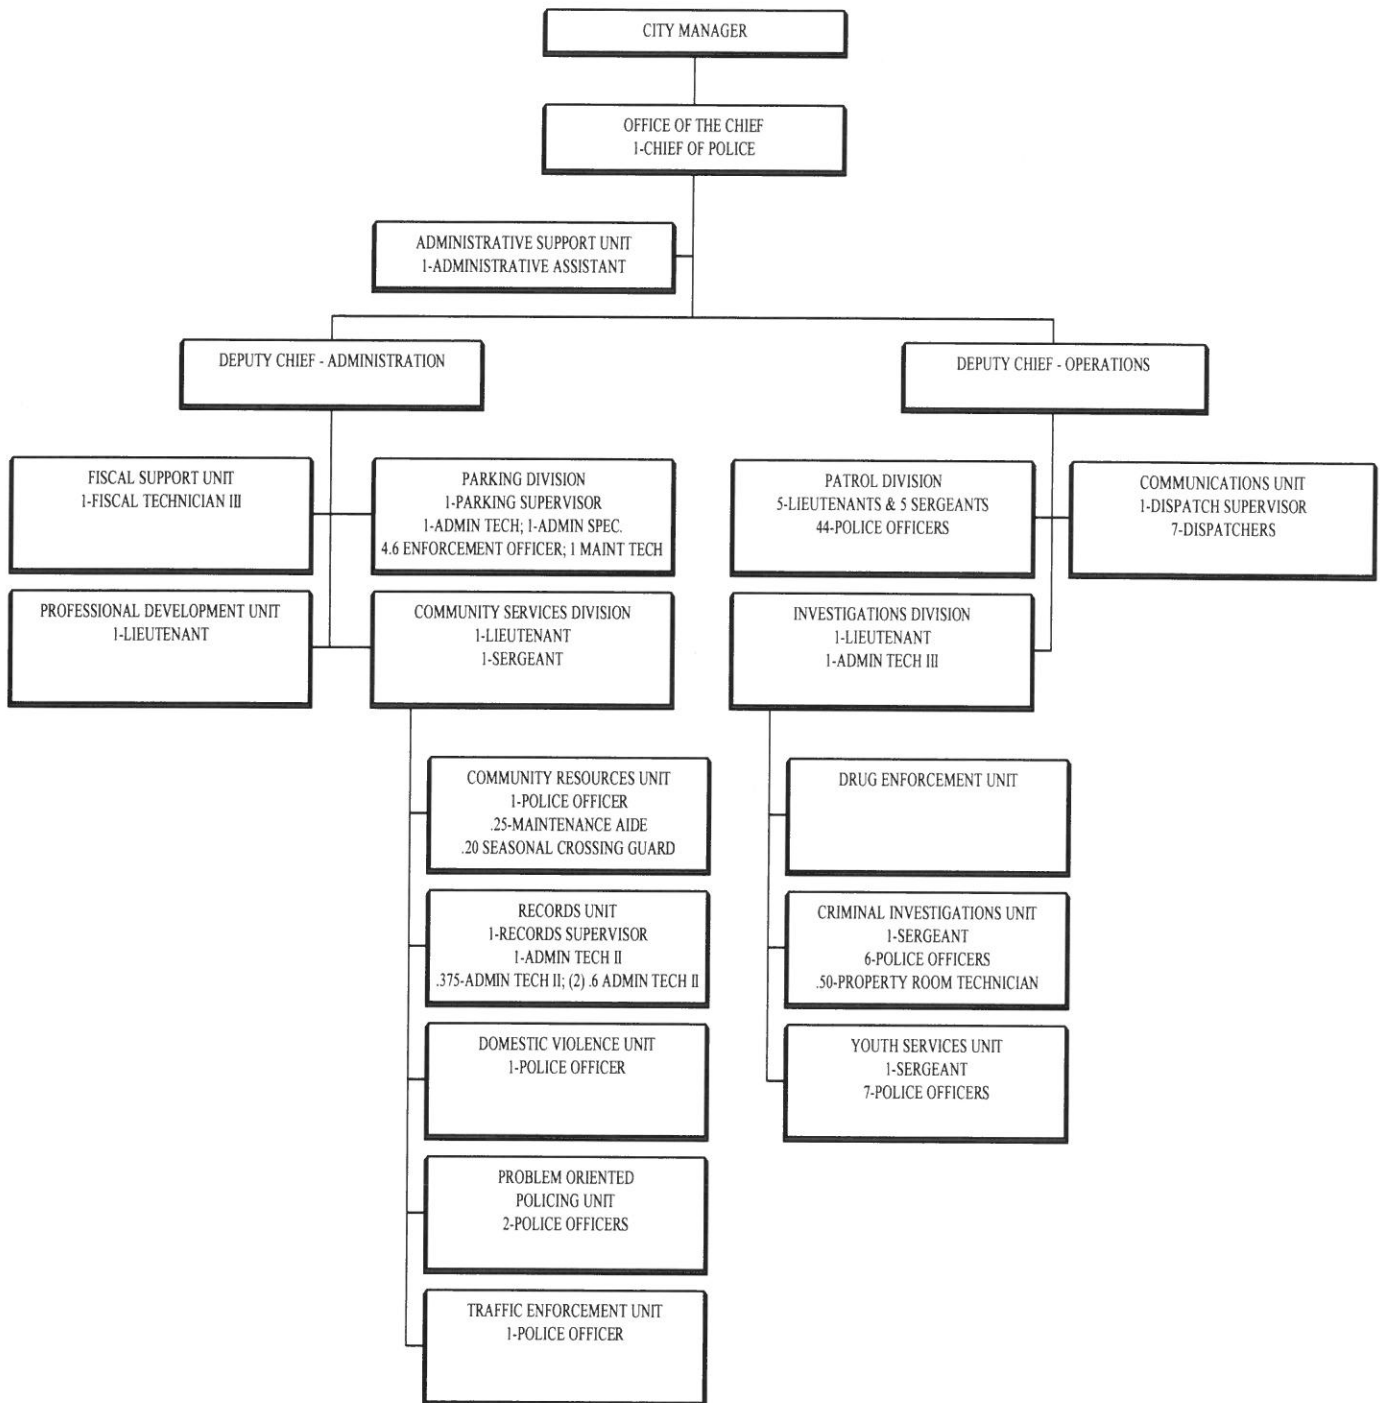 CITY MANAGER
OFFICE OF THE CHIEF
1-CHIEF OF POLICE
ADMINISTRATIVE SUPPORT UNIT
1-ADMINISTRATIVE ASSISTANT
DEPUTY CHIEF - ADMINISTRATION
DEPUTY CHIEF - OPERATIONS
FISCAL SUPPORT UNIT
1-FISCAL TECHNICIAN III
PARKING DIVISION
1-PARKING SUPERVISOR
1-ADMIN TECH; 1-ADMIN SPEC.
4.6 ENFORCEMENT OFFICER; 1 MAINT TECH
PATROL DIVISION
5-LIEUTENANTS & 5 SERGEANTS
44-POLICE OFFICERS
COMMUNICATIONS UNIT
1-DISPATCH SUPERVISOR
7-DISPATCHERS
PROFESSIONAL DEVELOPMENT UNIT
1-LIEUTENANT
COMMUNITY SERVICES DIVISION
1-LIEUTENANT
1-SERGEANT
INVESTIGATIONS DIVISION
1-LIEUTENANT
1-ADMIN TECH III
COMMUNITY RESOURCES UNIT
1-POLICE OFFICER
.25-MAINTENANCE AIDE
.20 SEASONAL CROSSING GUARD
DRUG ENFORCEMENT UNIT
RECORDS UNIT
1-RECORDS SUPERVISOR
1-ADMIN TECH II
.375-ADMIN TECH II; (2) .6 ADMIN TECH II
CRIMINAL INVESTIGATIONS UNIT
1-SERGEANT
6-POLICE OFFICERS
.50-PROPERTY ROOM TECHNICIAN
DOMESTIC VIOLENCE UNIT
1-POLICE OFFICER
YOUTH SERVICES UNIT
1-SERGEANT
7-POLICE OFFICERS
PROBLEM ORIENTED
POLICING UNIT
2-POLICE OFFICERS
TRAFFIC ENFORCEMENT UNIT
1-POLICE OFFICER